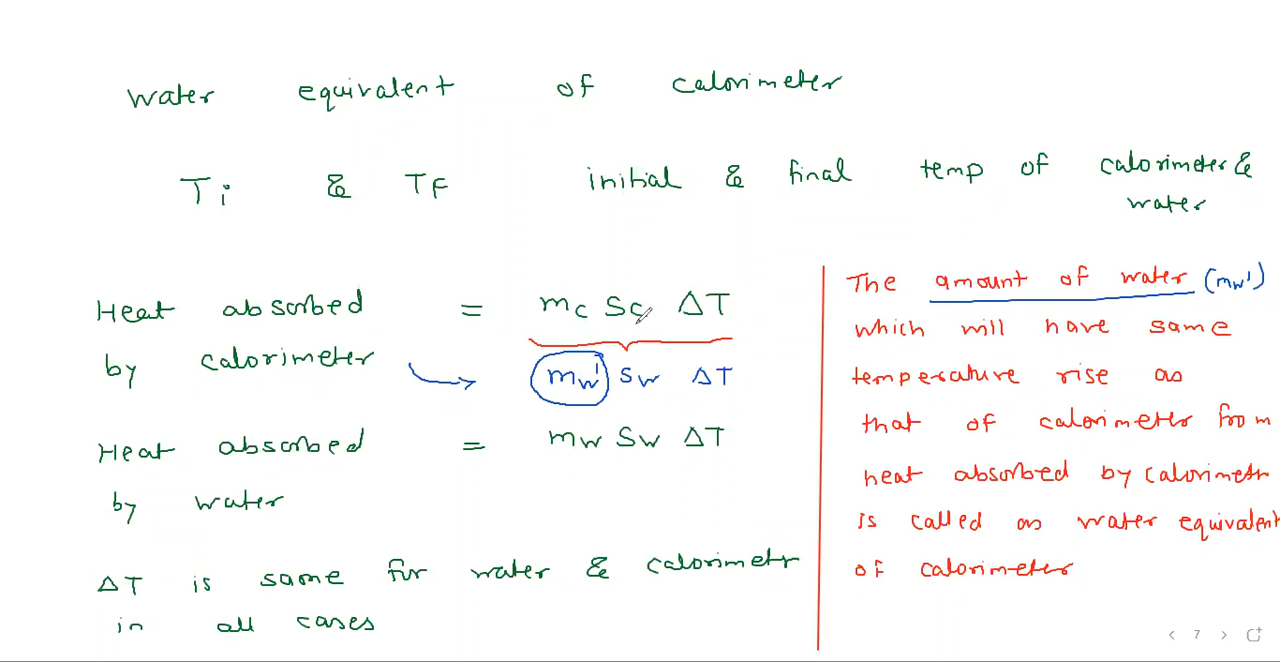 water equivalent of calorimeter
Ti & TF initial & final temp of calorimeter &
water
Heat absorbed = mc Sc ΔT
by calorimeter
mw' Sw ΔT
Heat absorbed = mw Sw ΔT
by water
ΔT is same for water & calorimetr
in all cases
The amount of water (mw')
which will have same
temperature rise as
that of calorimeter from
heat absorbed by calorimetr
is called as water equivalent
of calorimeter
7